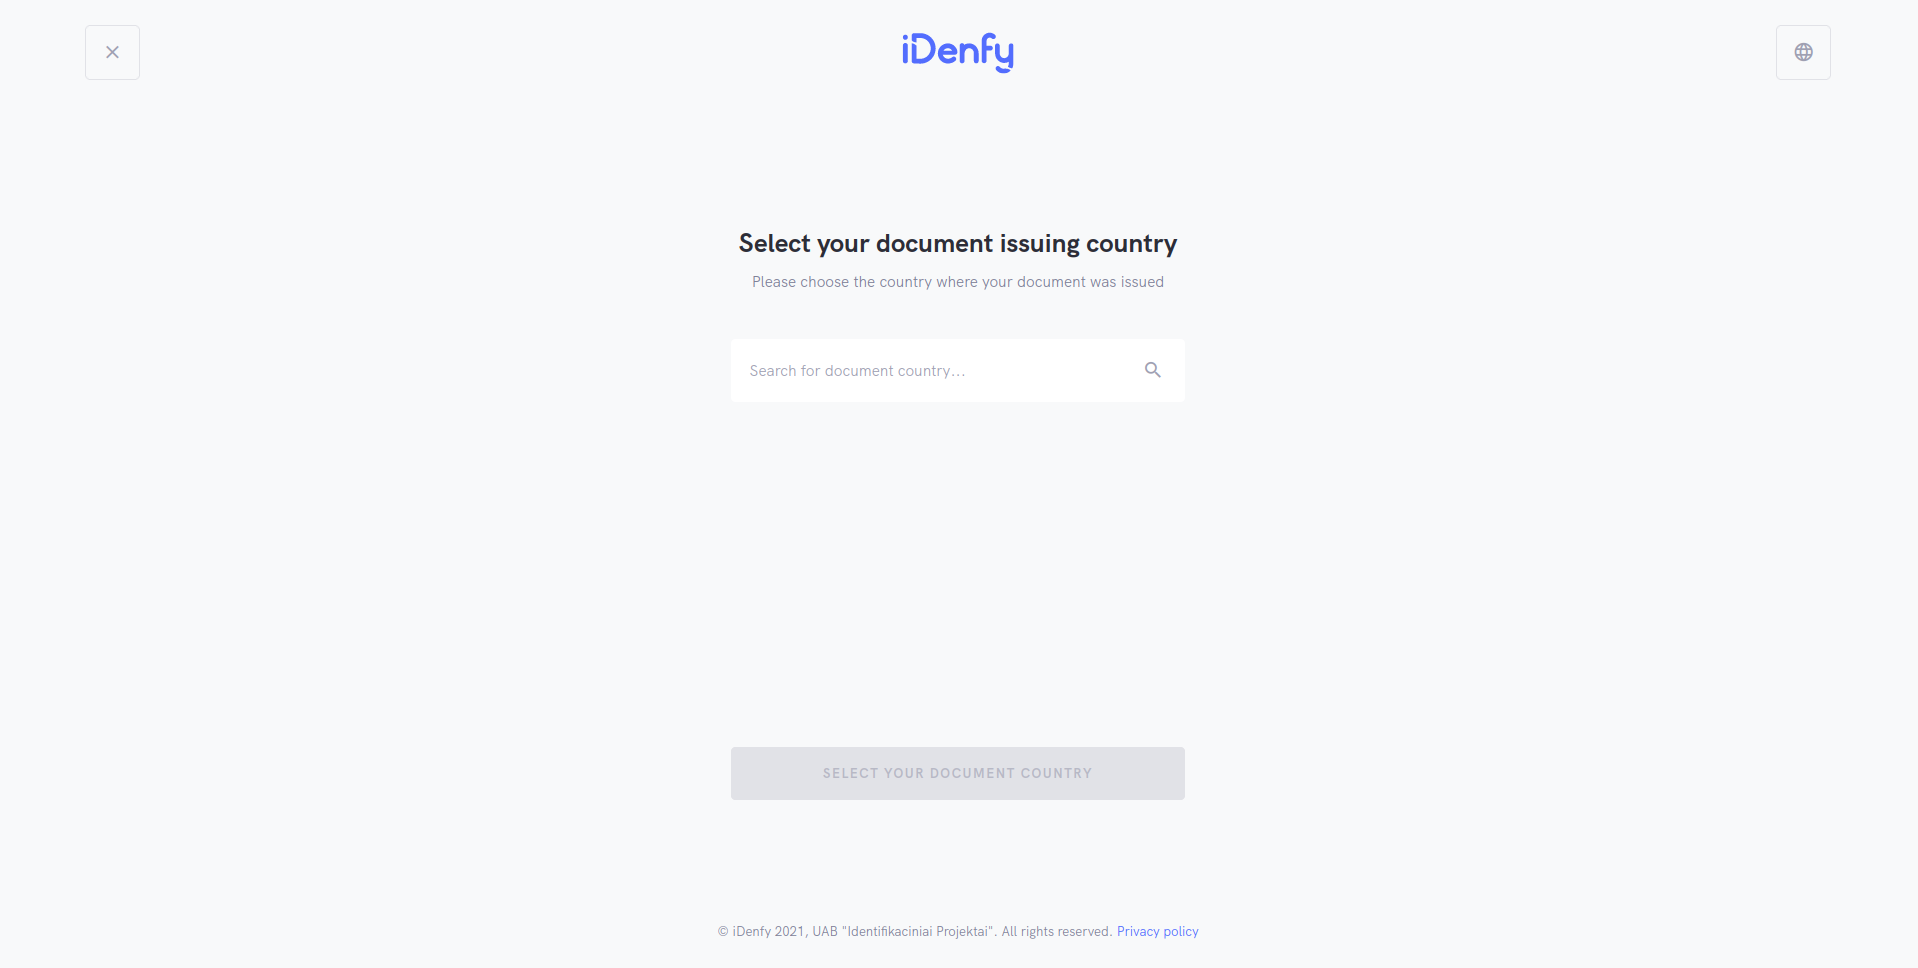 iDenfy
Select your document issuing country
Please choose the country where your document was issued
Search for document country...
SELECT YOUR DOCUMENT COUNTRY
© iDenfy 2021, UAB "Identifikaciniai Projektai". All rights reserved. Privacy policy